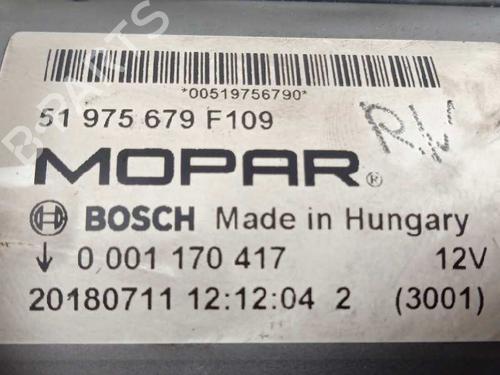 *00519756790*
51 975 679 F109
MOPAR®
BOSCH Made in Hungary
↓ 0 001 170 417 12V
20180711 12:12:04 2 (3001)
B-PARTS